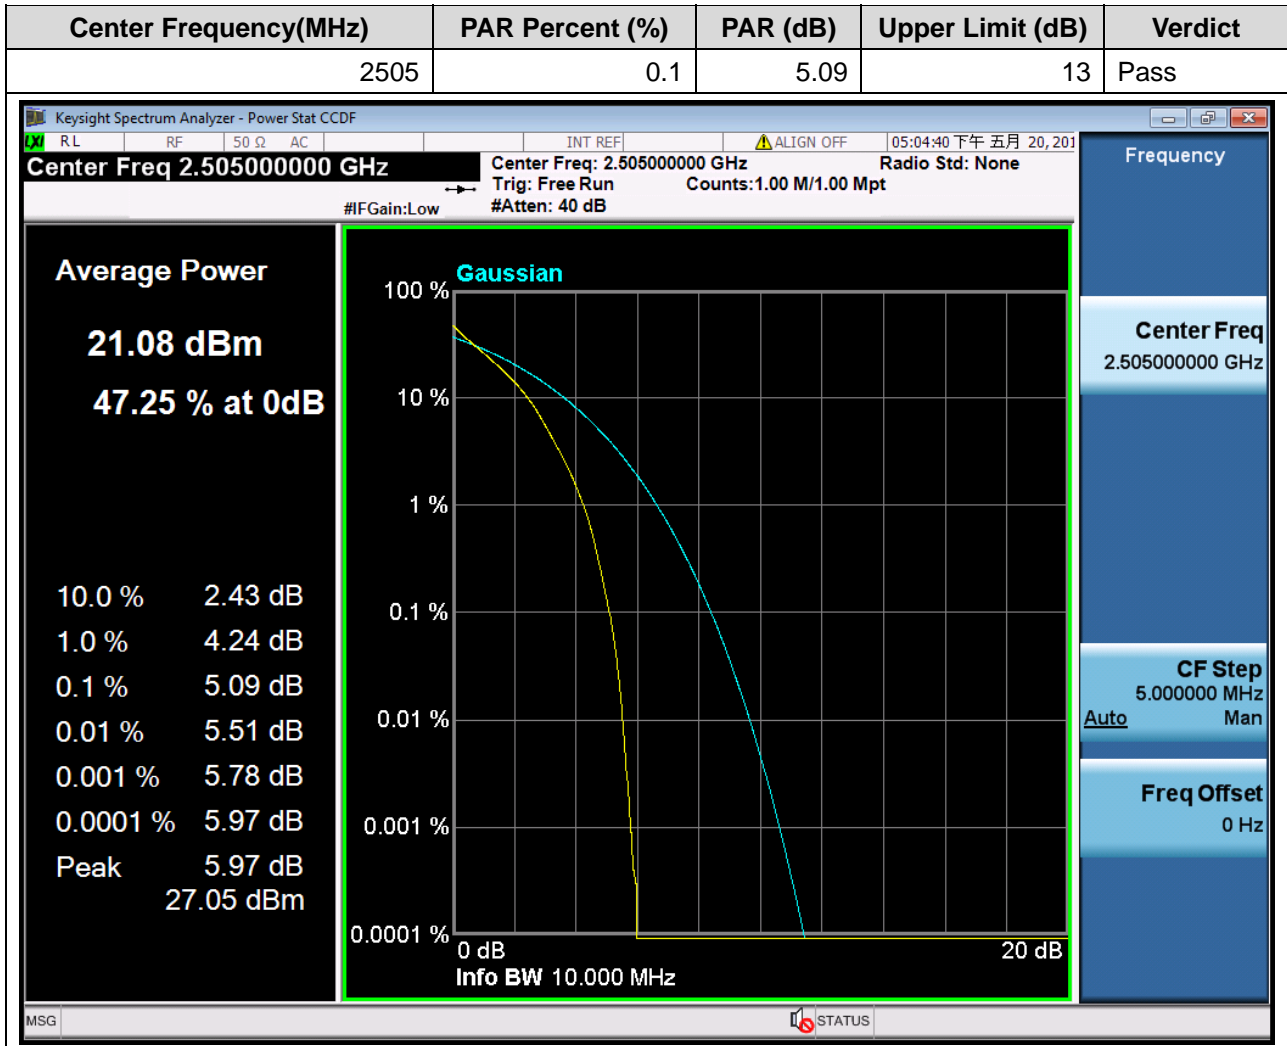 Center Frequency(MHz) PAR Percent (%) PAR (dB) Upper Limit (dB) Verdict
2505 0.1 5.09 13 Pass
Keysight Spectrum Analyzer - Power Stat CCDF
LXI RL RF 50 Ω AC INT REF ALIGN OFF 05:04:40 下午 五月 20, 201
Center Freq 2.505000000 GHz
Center Freq: 2.505000000 GHz Radio Std: None
Trig: Free Run Counts:1.00 M/1.00 Mpt
#IFGain:Low #Atten: 40 dB
Average Power
21.08 dBm
47.25 % at 0dB
10.0 % 2.43 dB
1.0 % 4.24 dB
0.1 % 5.09 dB
0.01 % 5.51 dB
0.001 % 5.78 dB
0.0001 % 5.97 dB
Peak 5.97 dB
27.05 dBm
Gaussian
100 %
10 %
1 %
0.1 %
0.01 %
0.001 %
0.0001 %
0 dB 20 dB
Info BW 10.000 MHz
Frequency
Center Freq
2.505000000 GHz
CF Step
5.000000 MHz
Auto Man
Freq Offset
0 Hz
MSG STATUS